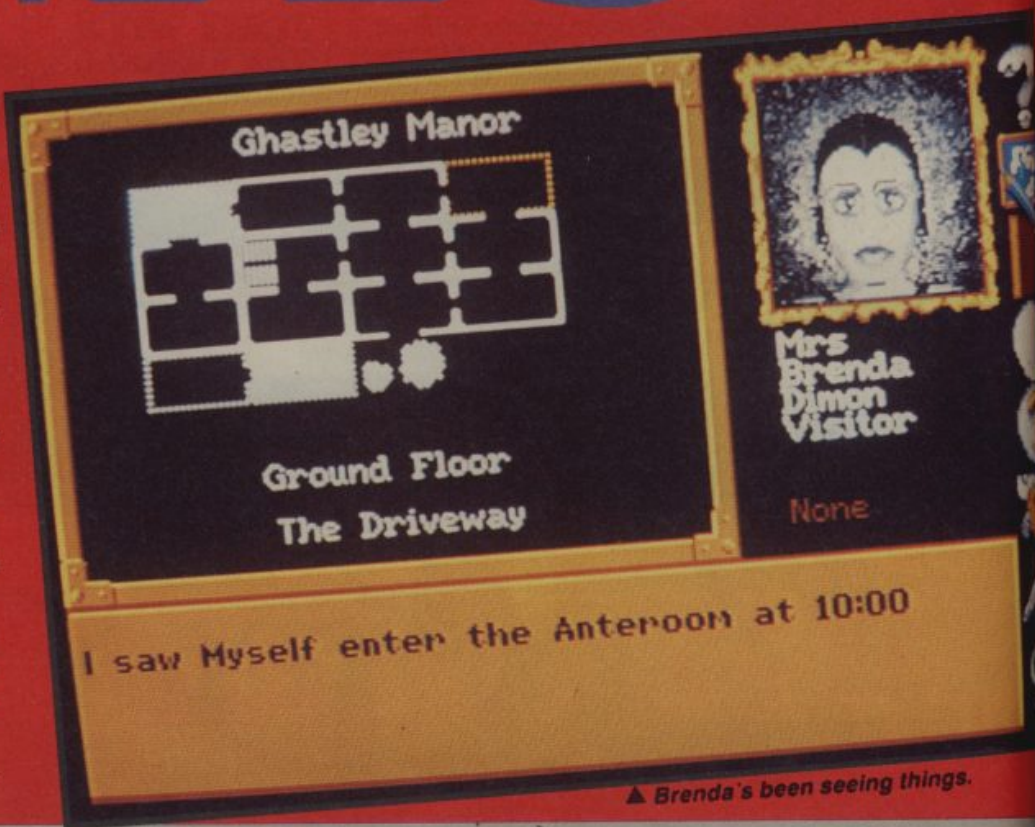 Ghastley Manor
Ground Floor
The Driveway
Mrs
Brenda
Dimon
Visitor
None
I saw Myself enter the Anteroom at 10:00
▲ Brenda's been seeing things.